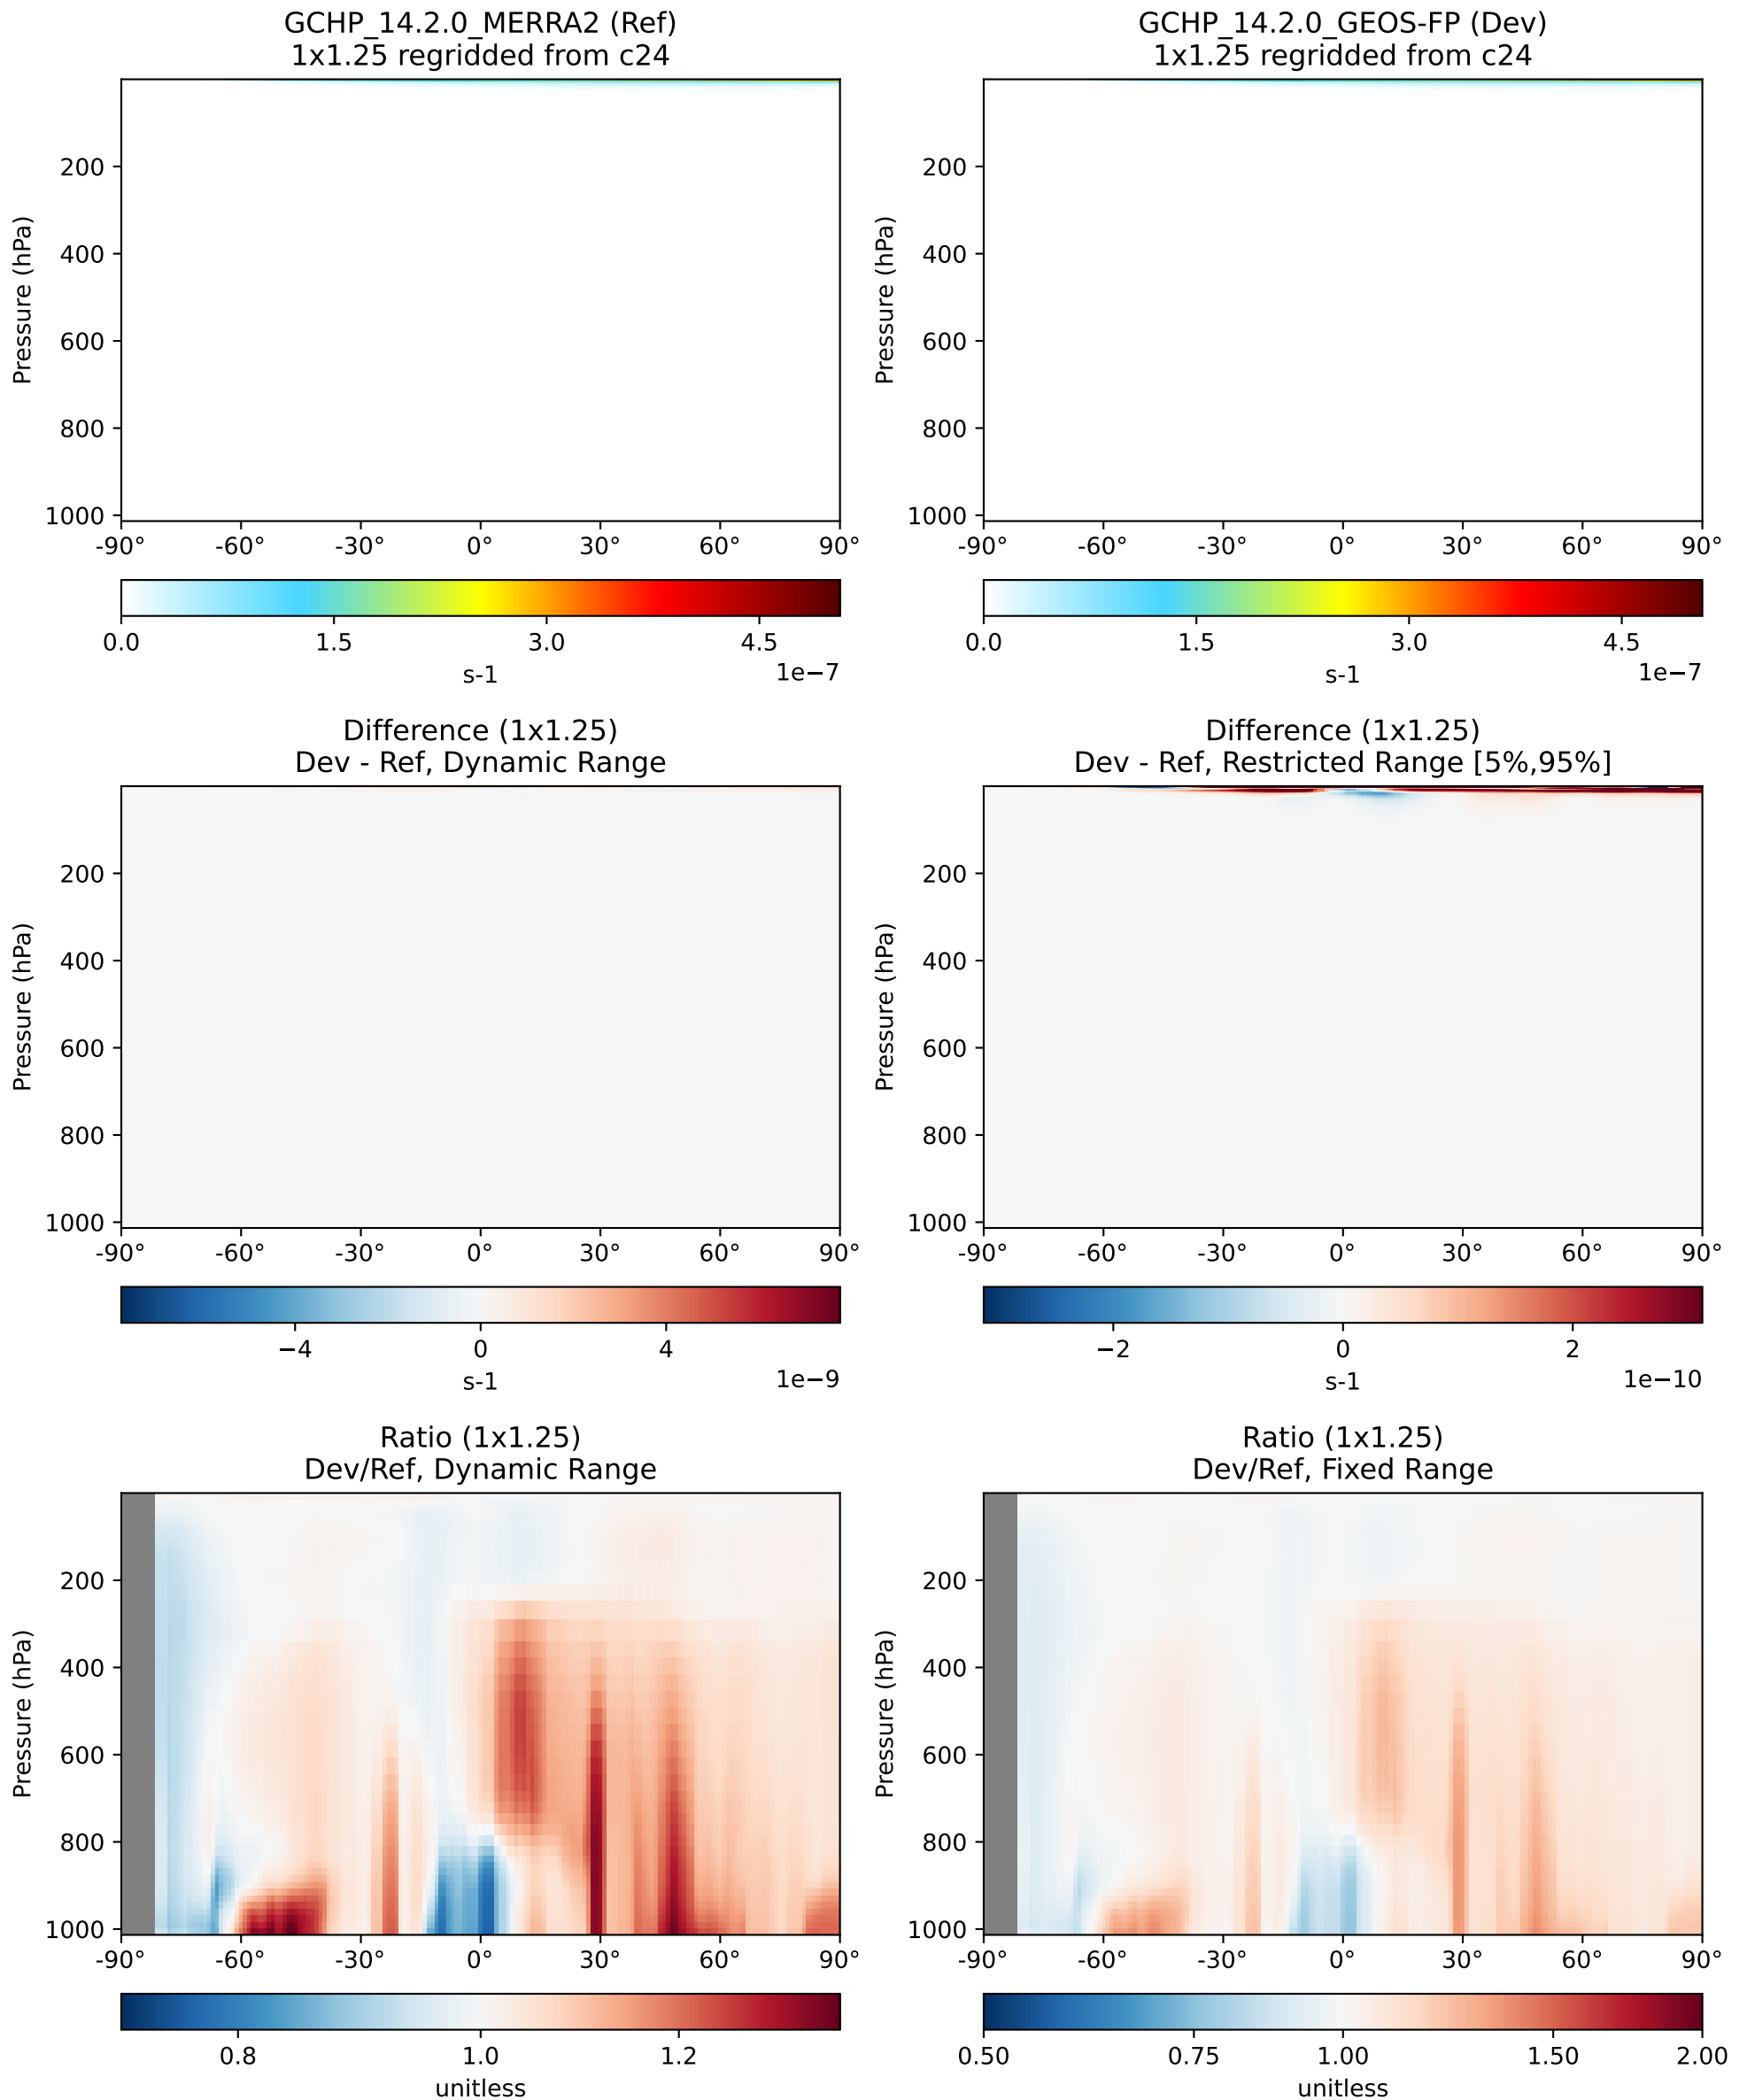 GCHP_14.2.0_MERRA2 (Ref)
1x1.25 regridded from c24
Pressure (hPa)
200
400
600
800
1000
-90° -60° -30° 0° 30° 60° 90°
0.0 1.5 3.0 4.5
1e−7
s-1
GCHP_14.2.0_GEOS-FP (Dev)
1x1.25 regridded from c24
Pressure (hPa)
200
400
600
800
1000
-90° -60° -30° 0° 30° 60° 90°
0.0 1.5 3.0 4.5
1e−7
s-1
Difference (1x1.25)
Dev - Ref, Dynamic Range
Pressure (hPa)
200
400
600
800
1000
-90° -60° -30° 0° 30° 60° 90°
−4 0 4
1e−9
s-1
Difference (1x1.25)
Dev - Ref, Restricted Range [5%,95%]
Pressure (hPa)
200
400
600
800
1000
-90° -60° -30° 0° 30° 60° 90°
−2 0 2
1e−10
s-1
Ratio (1x1.25)
Dev/Ref, Dynamic Range
Pressure (hPa)
200
400
600
800
1000
-90° -60° -30° 0° 30° 60° 90°
0.8 1.0 1.2
unitless
Ratio (1x1.25)
Dev/Ref, Fixed Range
Pressure (hPa)
200
400
600
800
1000
-90° -60° -30° 0° 30° 60° 90°
0.50 0.75 1.00 1.50 2.00
unitless